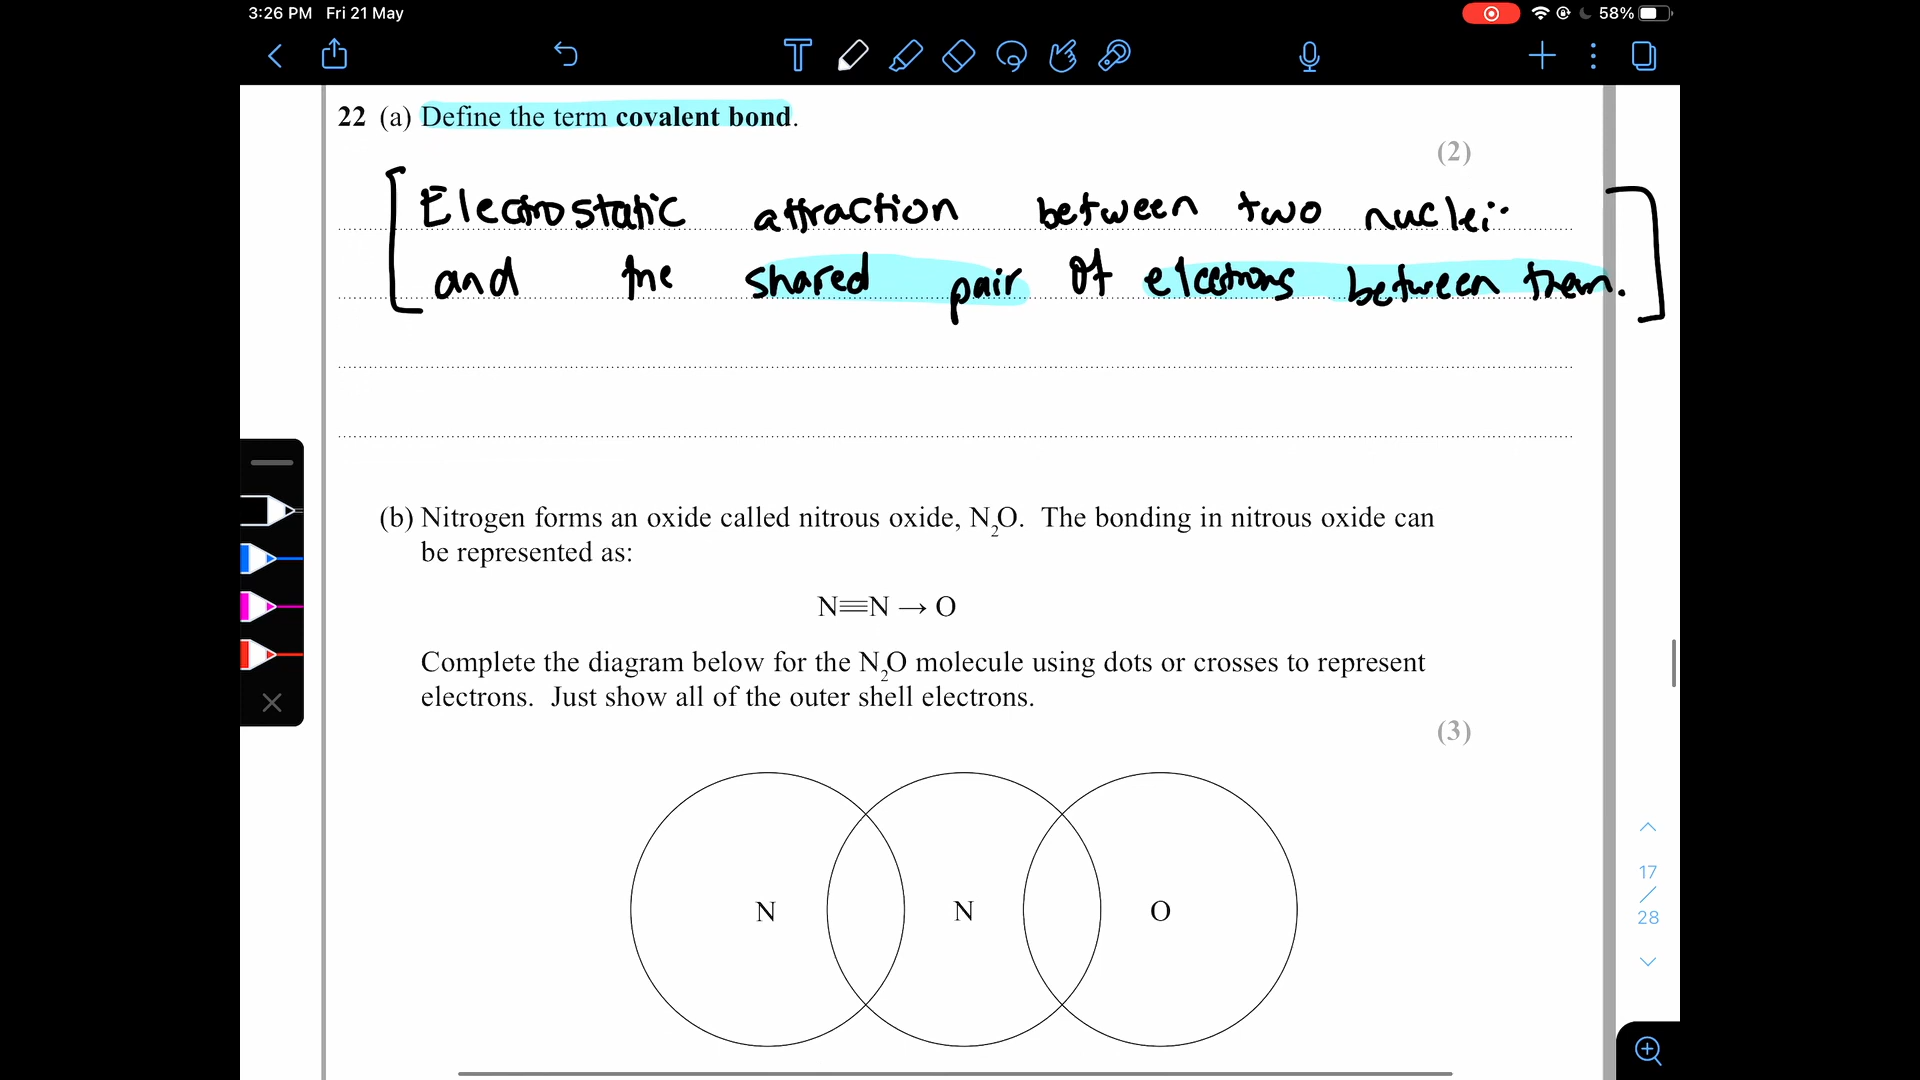 3:26 PM Fri 21 May
58%
22 (a) Define the term covalent bond.
(2)
Electrostatic attraction between two nuclei
and the shared pair of electrons between them.
(b) Nitrogen forms an oxide called nitrous oxide, N₂O. The bonding in nitrous oxide can
be represented as:
N≡N → O
Complete the diagram below for the N₂O molecule using dots or crosses to represent
electrons. Just show all of the outer shell electrons.
(3)
N N O
17
/
28